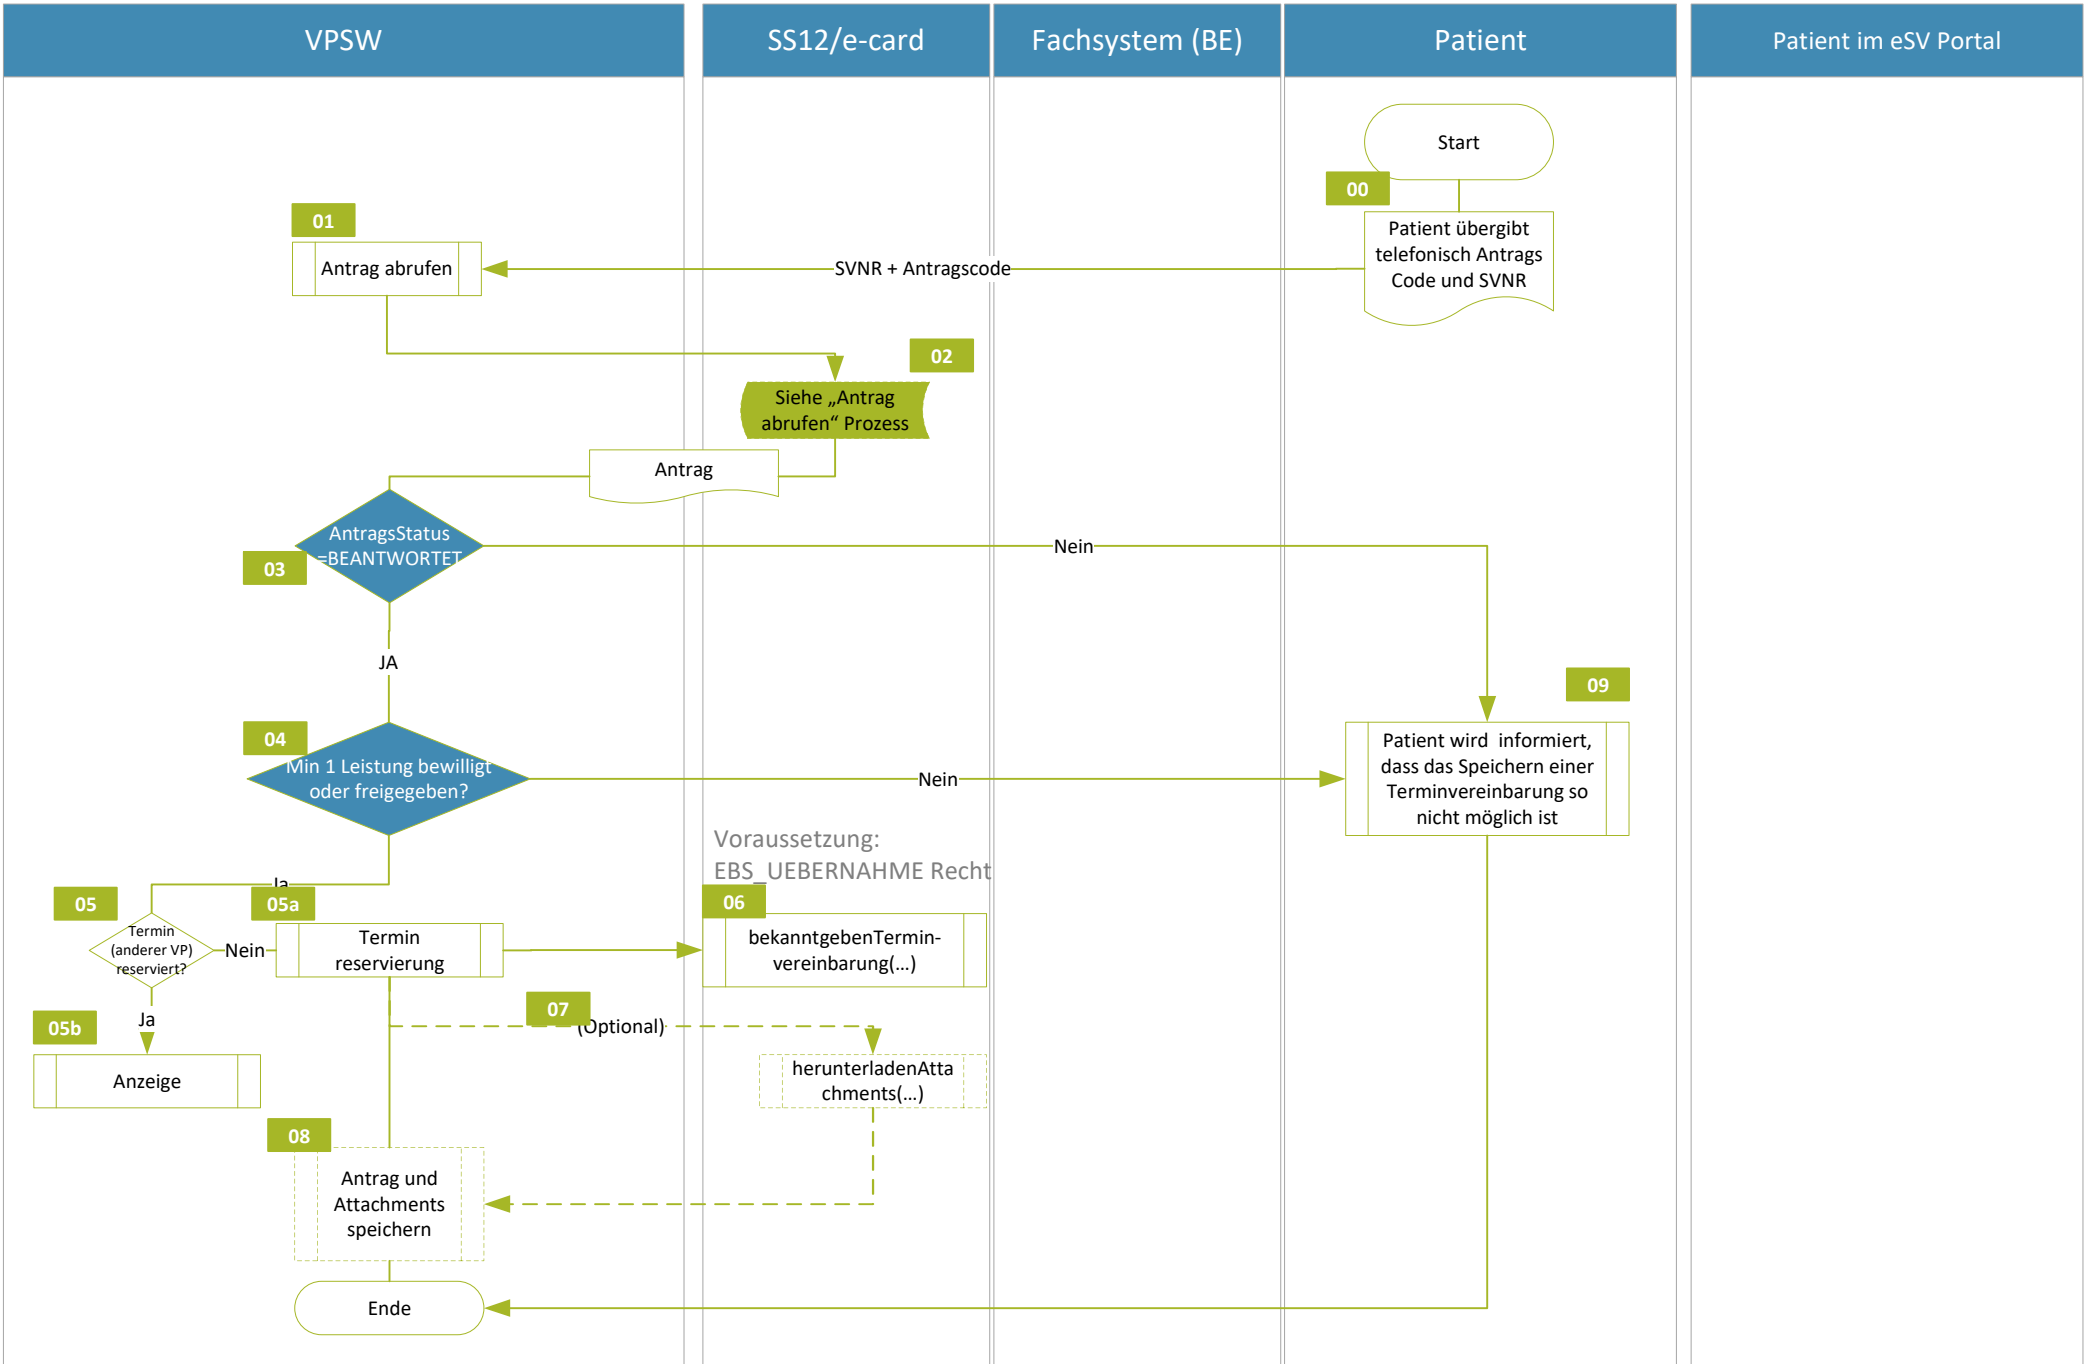 VPSW
SS12/e-card
Fachsystem (BE)
Patient
Patient im eSV Portal
Start
00
Patient übergibt
telefonisch Antrags
Code und SVNR
01
Antrag abrufen
SVNR + Antragscode
02
Siehe „Antrag
abrufen“ Prozess
Antrag
AntragsStatus
=BEANTWORTET
03
Nein
JA
09
04
Min 1 Leistung bewilligt
oder freigegeben?
Nein
Patient wird  informiert,
dass das Speichern einer
Terminvereinbarung so
nicht möglich ist
Voraussetzung:
EBS_UEBERNAHME Recht
Ja
05
05a
06
Termin
(anderer VP)
reserviert?
Nein
Termin
reservierung
bekanntgebenTermin-
vereinbarung(...)
07
(Optional)
Ja
05b
Anzeige
herunterladenAtta
chments(...)
08
Antrag und
Attachments
speichern
Ende